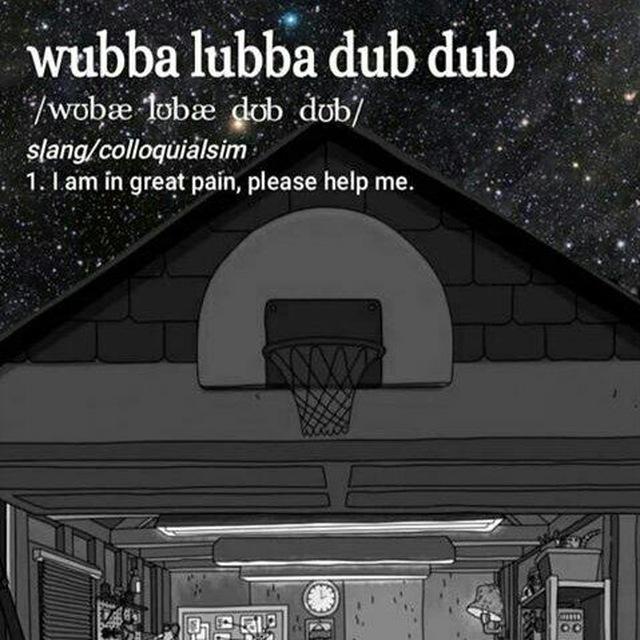 wubba lubba dub dub
/wʊbæ lʊbæ dʊb dʊb/
slang/colloquialsim
1. I am in great pain, please help me.